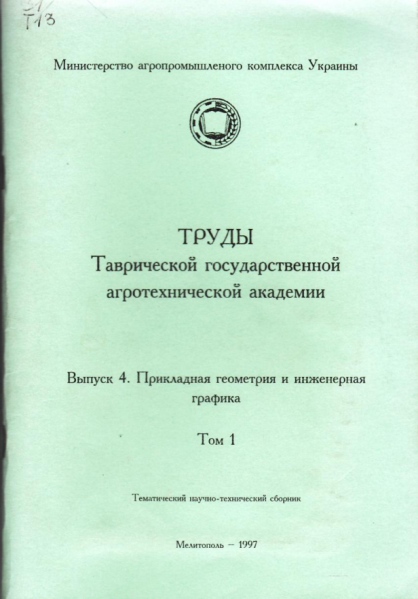 Т13
Министерство агропромышленого комплекса Украины
ТРУДЫ
Таврической государственной
агротехнической академии
Выпуск 4. Прикладная геометрия и инженерная
графика
Том 1
Тематический научно-технический сборник
Мелитополь – 1997